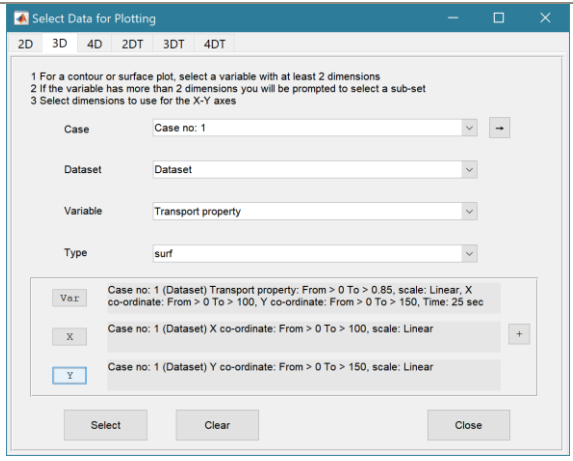 Select Data for Plotting
2D 3D 4D 2DT 3DT 4DT
1 For a contour or surface plot, select a variable with at least 2 dimensions
2 If the variable has more than 2 dimensions you will be prompted to select a sub-set
3 Select dimensions to use for the X-Y axes
Case Case no: 1 →
Dataset Dataset
Variable Transport property
Type surf
Var Case no: 1 (Dataset) Transport property: From > 0 To > 0.85, scale: Linear, X
co-ordinate: From > 0 To > 100, Y co-ordinate: From > 0 To > 150, Time: 25 sec
X Case no: 1 (Dataset) X co-ordinate: From > 0 To > 100, scale: Linear +
Y Case no: 1 (Dataset) Y co-ordinate: From > 0 To > 150, scale: Linear
Select Clear Close